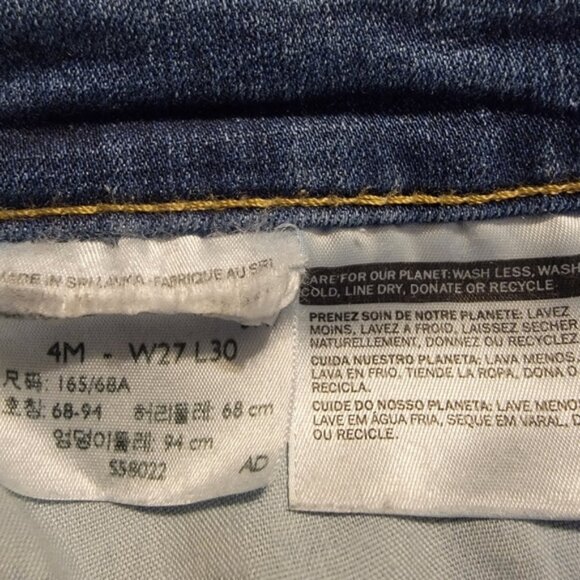 MADE IN SRI LANKA - FABRIQUE AU SRI
4M - W27 L30
尺码: 165/68A
호칭: 68-94 허리둘레: 68 cm
엉덩이둘레: 94 cm
558022 AD
CARE FOR OUR PLANET: WASH LESS, WASH
COLD, LINE DRY, DONATE OR RECYCLE
PRENEZ SOIN DE NOTRE PLANETE: LAVEZ
MOINS, LAVEZ À FROID, LAISSEZ SÉCHER
NATURELLEMENT, DONNEZ OU RECYCLEZ.
CUIDA NUESTRO PLANETA: LAVA MENOS,
LAVA EN FRIO, TIENDE LA ROPA, DONA O
RECICLA.
CUIDE DO NOSSO PLANETA: LAVE MENO
LAVE EM ÁGUA FRIA, SEQUE EM VARAL, D
OU RECICLE.